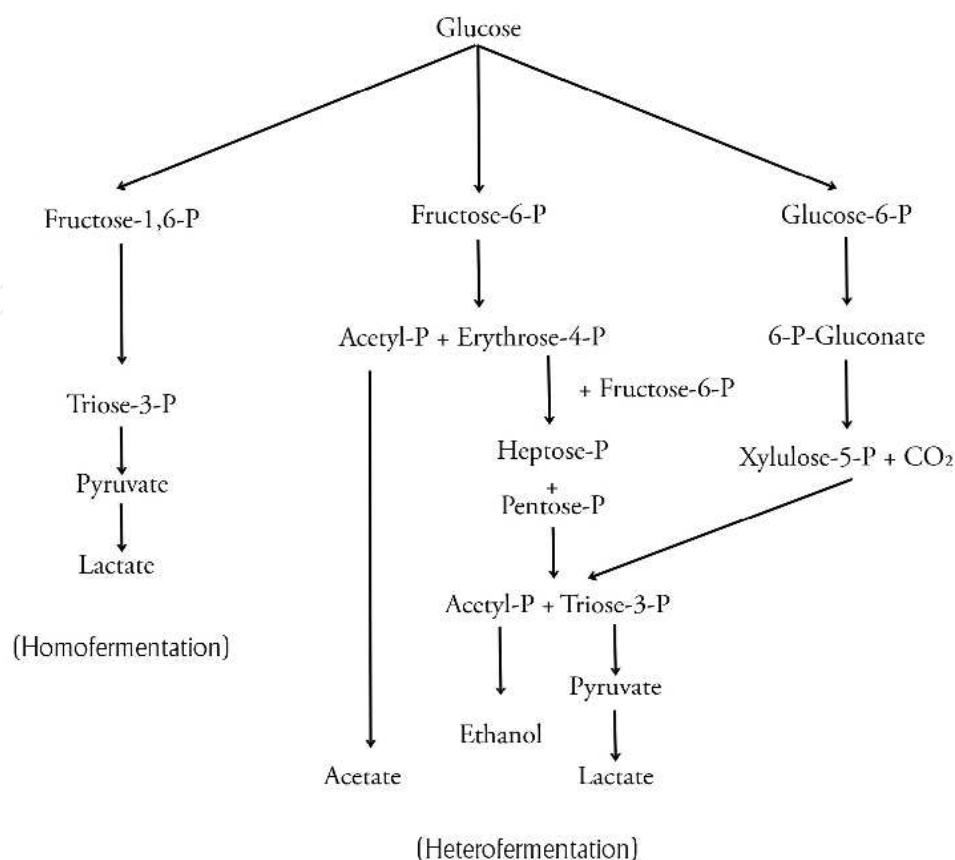 Glucose
Fructose-1,6-P Fructose-6-P Glucose-6-P
Acetyl-P + Erythrose-4-P 6-P-Gluconate
+ Fructose-6-P
Triose-3-P
Heptose-P Xylulose-5-P + CO₂
+
Pyruvate
Pentose-P
Lactate
Acetyl-P + Triose-3-P
(Homofermentation)
Pyruvate
Ethanol
Acetate Lactate
(Heterofermentation)